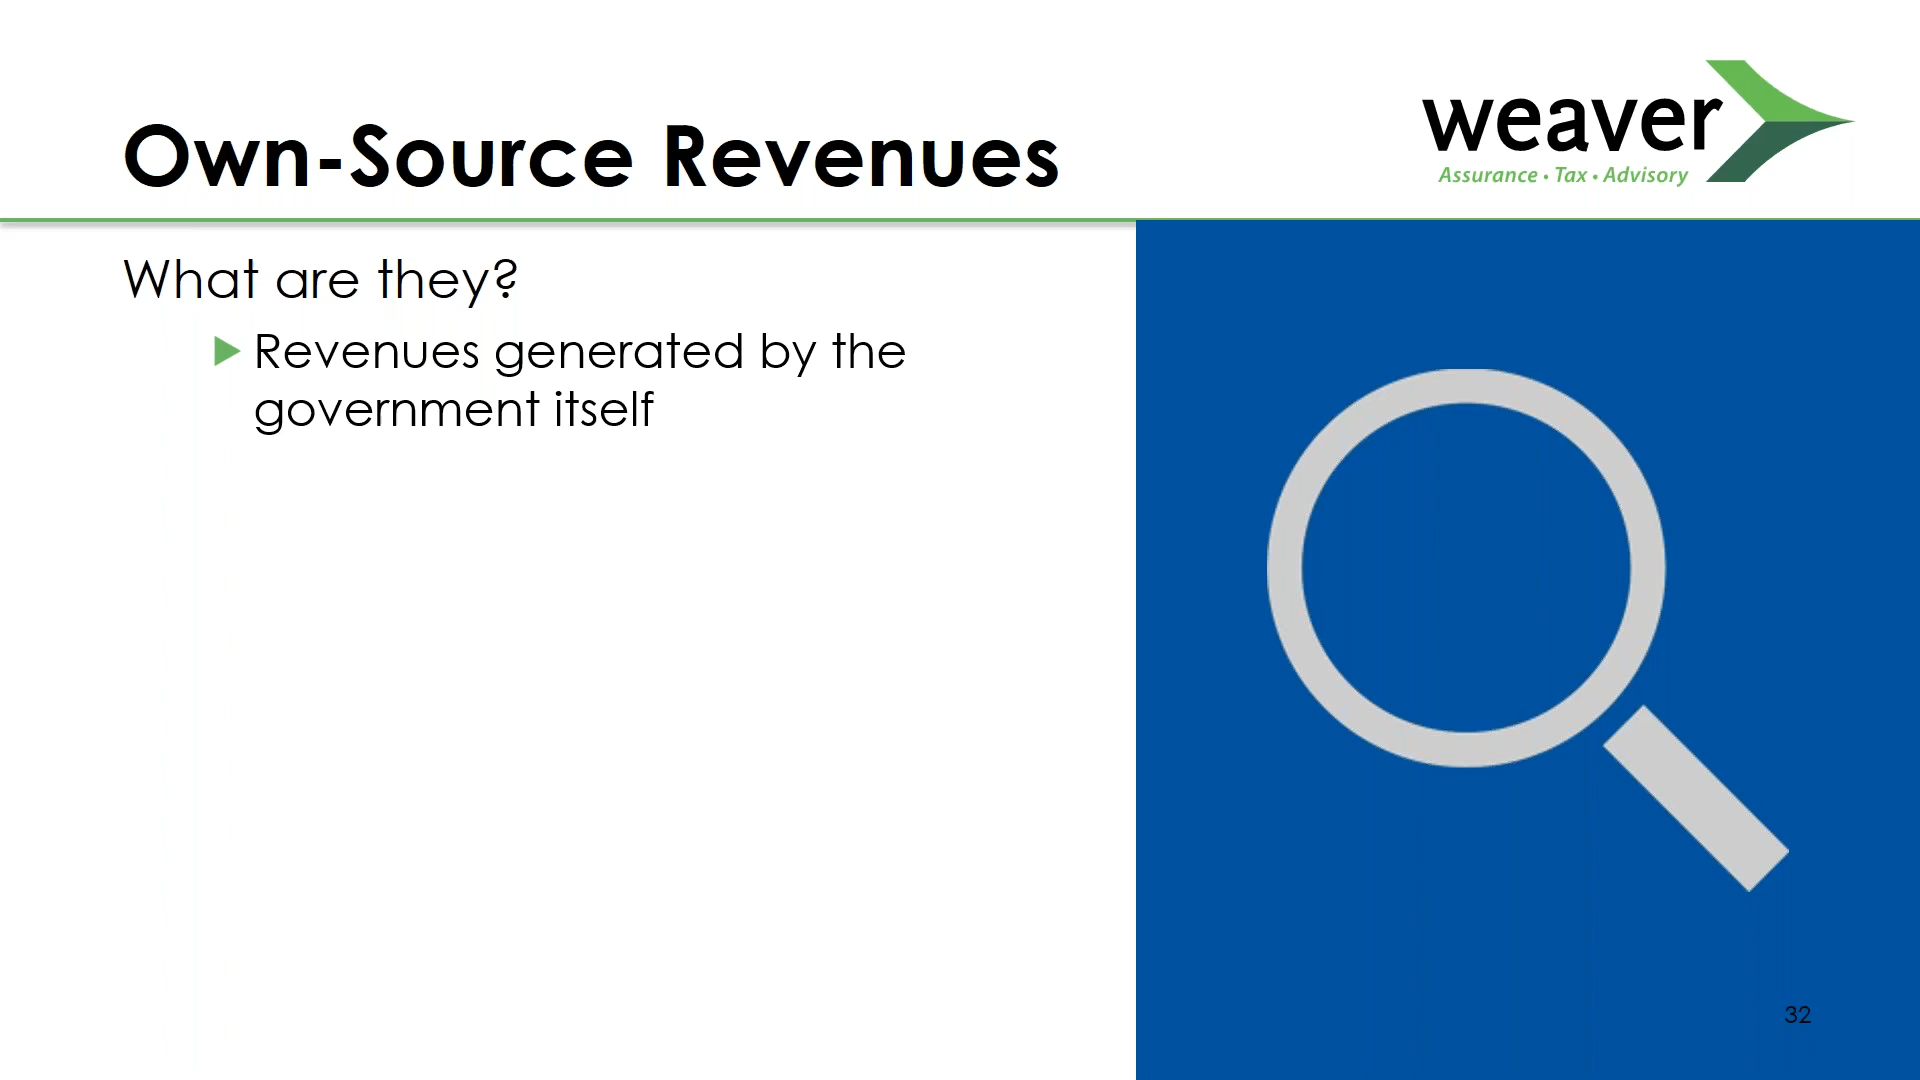 Own-Source Revenues
weaver
Assurance • Tax • Advisory
What are they?
Revenues generated by the
government itself
32